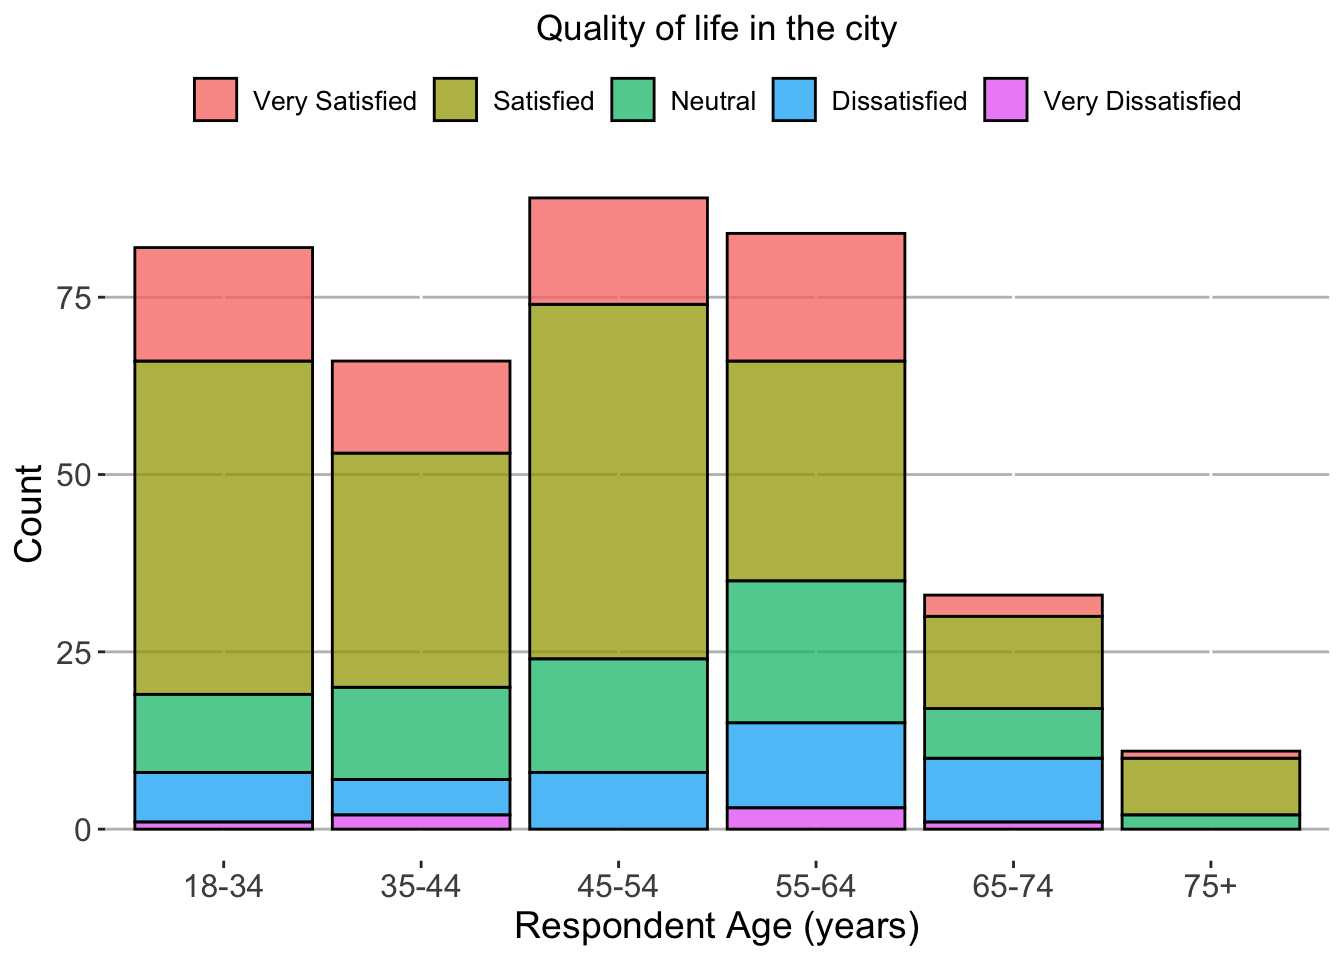 Quality of life in the city
Very Satisfied Satisfied Neutral Dissatisfied Very Dissatisfied
Count
75
50
25
0
18-34 35-44 45-54 55-64 65-74 75+
Respondent Age (years)